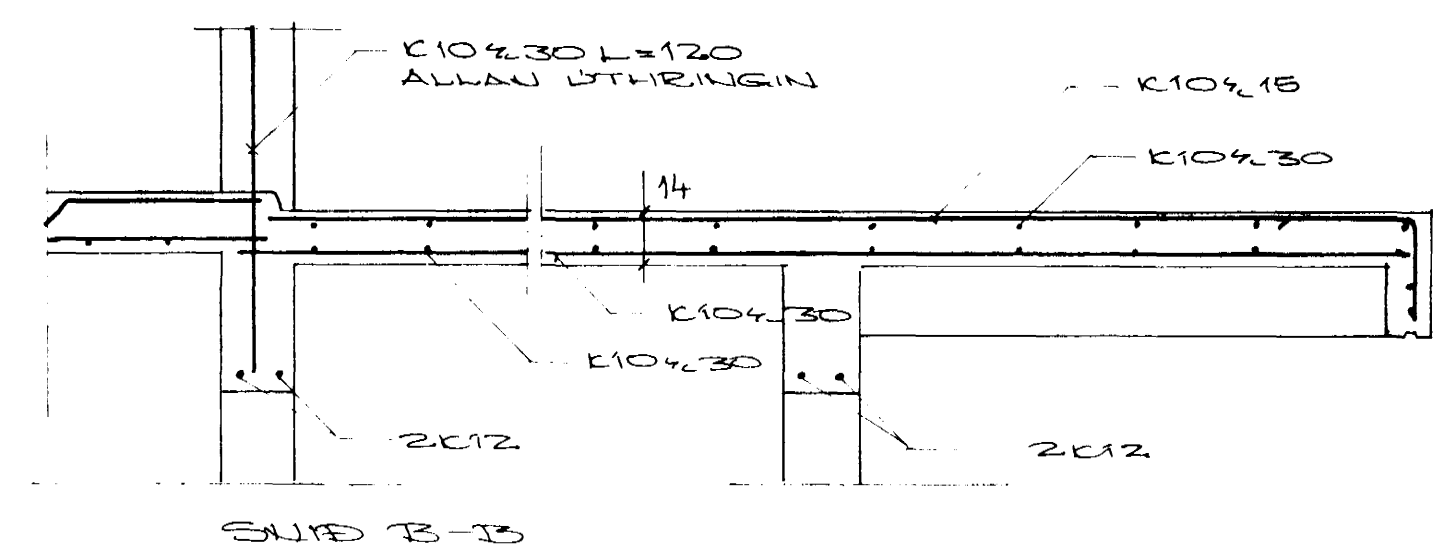 K10 ℅ 30 L=120
ALLAN ÚTHRINGIN
K10 ℅ 15
K10 ℅ 30
14
K10 ℅ 30
K10 ℅ 30
2K12
2K12
SNIÐ B-B